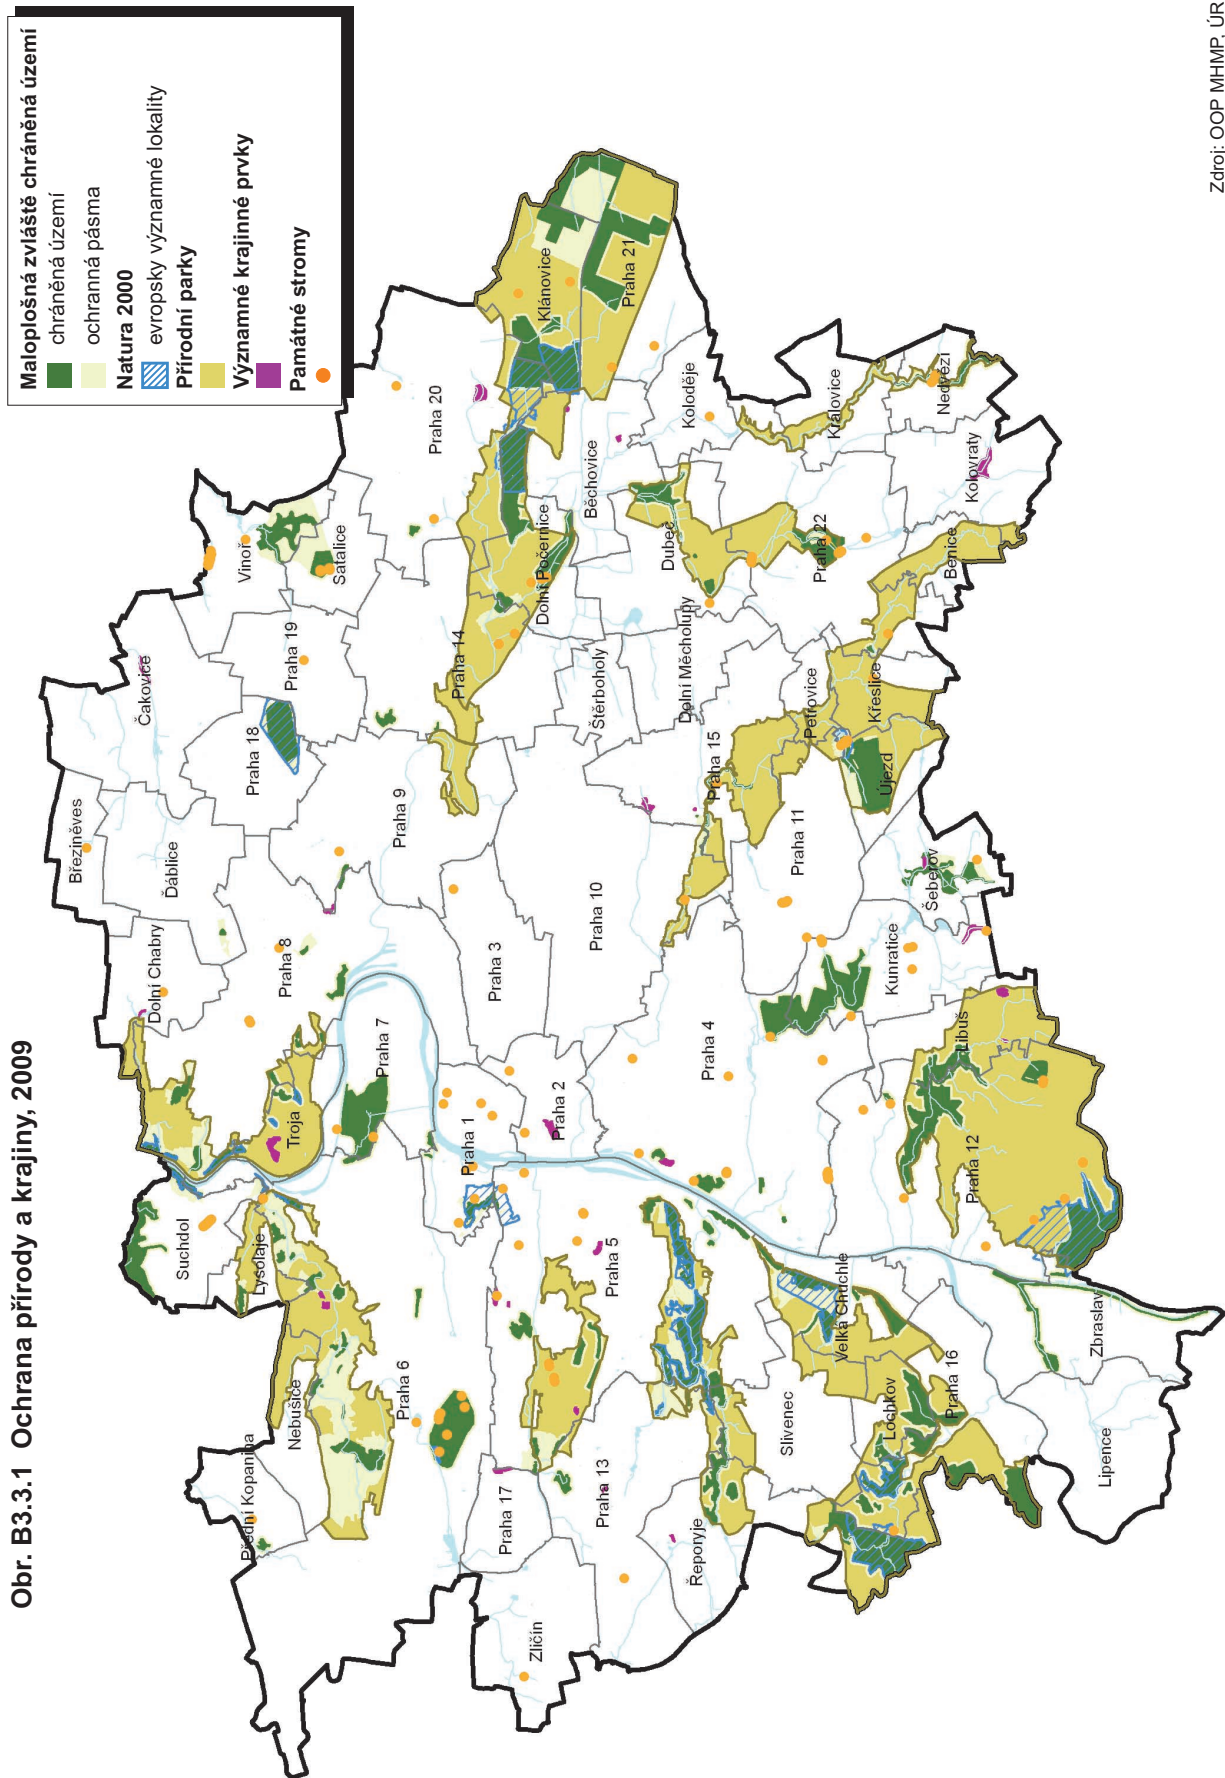 Obr. B3.3.1 Ochrana přírody a krajiny, 2009
Maloplošná zvláště chráněná území
chráněná území
ochranná pásma
Natura 2000
evropsky významné lokality
Přírodní parky
Významné krajinné prvky
Památné stromy
Březiněves
Čakovice
Ďáblice
Dolní Chabry
Vinoř
Satalice
Praha 19
Praha 18
Praha 8
Suchdol
Troja
Lysolaje
Přední Kopanina
Nebušice
Praha 20
Praha 9
Praha 7
Praha 6
Praha 14
Klánovice
Praha 21
Dolní Počernice
Běchovice
Praha 3
Praha 1
Praha 2
Praha 17
Zličín
Praha 10
Štěrboholy
Praha 5
Praha 13
Koloděje
Dubeč
Dolní Měcholupy
Praha 15
Praha 4
Řeporyje
Slivenec
Královice
Praha 22
Petrovice
Praha 11
Velká Chuchle
Nedvězí
Křeslice
Újezd
Kunratice
Lochkov
Kolovraty
Benice
Šeberov
Libuš
Praha 12
Praha 16
Zbraslav
Lipence
Zdroj: OOP MHMP, ÚR